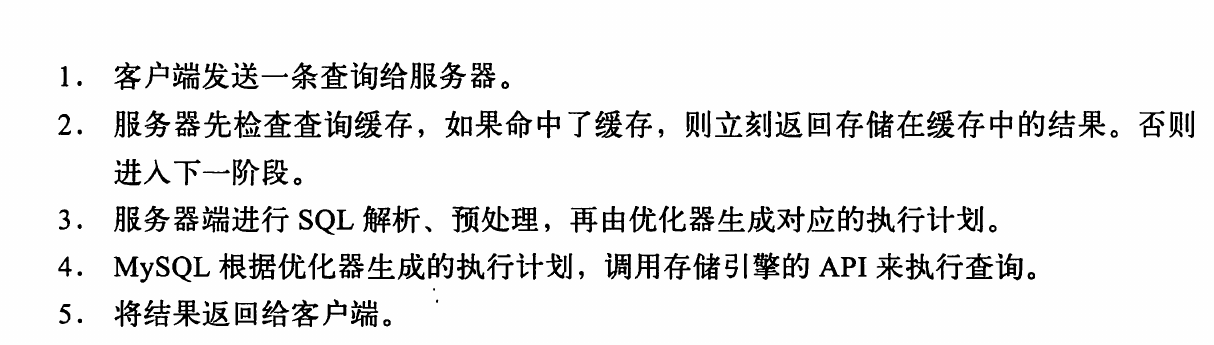 1. 客户端发送一条查询给服务器。
2. 服务器先检查查询缓存，如果命中了缓存，则立刻返回存储在缓存中的结果。否则
进入下一阶段。
3. 服务器端进行 SQL 解析、预处理，再由优化器生成对应的执行计划。
4. MySQL 根据优化器生成的执行计划，调用存储引擎的 API 来执行查询。
5. 将结果返回给客户端。